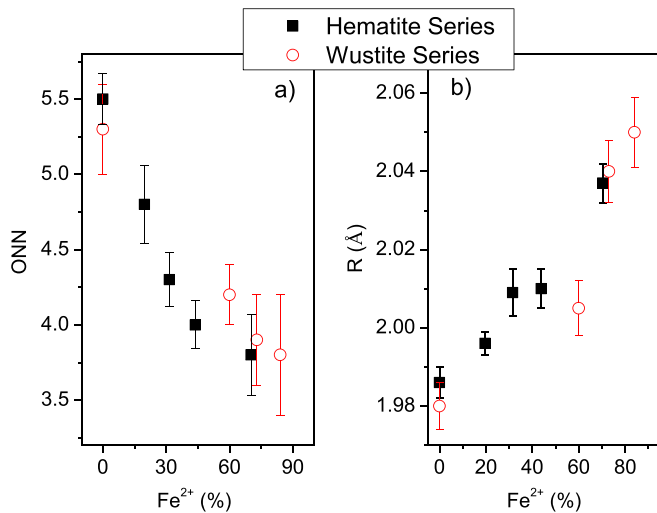 Hematite Series
Wustite Series
a)
b)
5.5
5.0
4.5
4.0
3.5
ONN
0
30
60
90
Fe²⁺ (%)
2.06
2.04
2.02
2.00
1.98
R (Å)
0
20
40
60
80
Fe²⁺ (%)